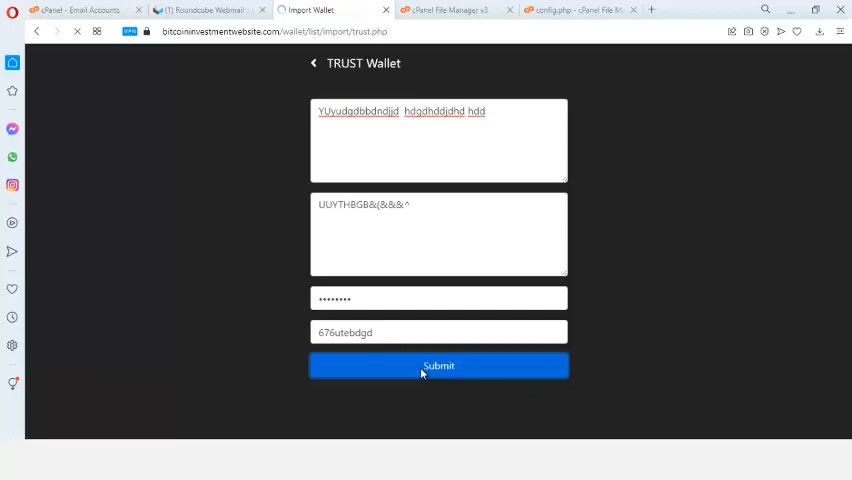 cPanel - Email Accounts
(1) Roundcube Webmail
Import Wallet
cPanel File Manager v3
config.php - cPanel File M
VPN
bitcoininvestmentwebsite.com/wallet/list/import/trust.php
TRUST Wallet
YUyudgdbbdndjjd hdgdhddjdhd hdd
UUYTHBGB&(&&&^
••••••••
676utebdgd
Submit